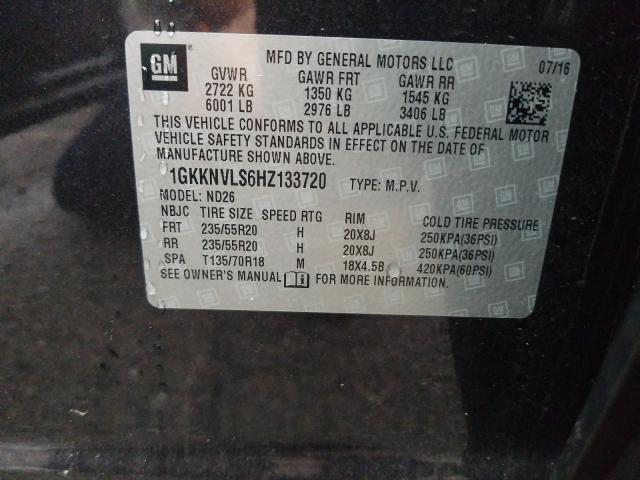 GM
MFD BY GENERAL MOTORS LLC
07/16
GVWR GAWR FRT GAWR RR
2722 KG 1350 KG 1545 KG
6001 LB 2976 LB 3406 LB
THIS VEHICLE CONFORMS TO ALL APPLICABLE U.S. FEDERAL MOTOR
VEHICLE SAFETY STANDARDS IN EFFECT ON THE DATE OF
MANUFACTURE SHOWN ABOVE.
1GKKNVLS6HZ133720 TYPE: M.P.V.
MODEL: ND26
NBJC TIRE SIZE SPEED RTG RIM COLD TIRE PRESSURE
FRT 235/55R20 H 20X8J 250KPA(36PSI)
RR 235/55R20 H 20X8J 250KPA(36PSI)
SPA T135/70R18 M 18X4.5B 420KPA(60PSI)
SEE OWNER'S MANUAL FOR MORE INFORMATION.